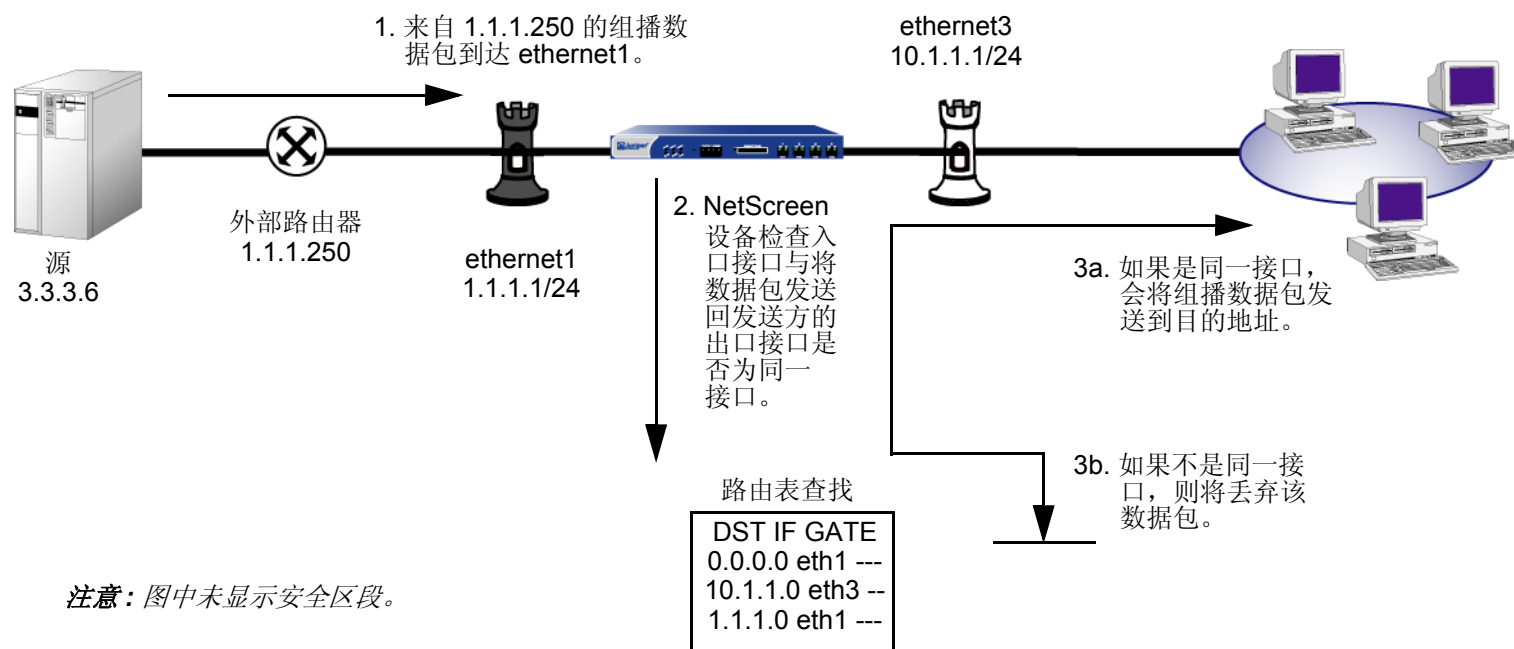 1. 来自 1.1.1.250 的组播数
据包到达 ethernet1。
ethernet3
10.1.1.1/24
Juniper
外部路由器
1.1.1.250
源
3.3.3.6
ethernet1
1.1.1.1/24
2. NetScreen
设备检查入
口接口与将
数据包发送
回发送方的
出口接口是
否为同一
接口。
3a. 如果是同一接口，
会将组播数据包发
送到目的地址。
3b. 如果不是同一接
口，则将丢弃该
数据包。
路由表查找
DST IF GATE
0.0.0.0 eth1 ---
10.1.1.0 eth3 --
1.1.1.0 eth1 ---
注意 : 图中未显示安全区段。